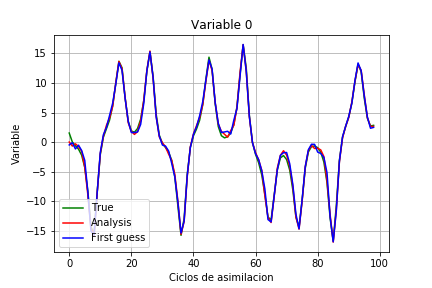 Variable 0
Variable
15
10
5
0
−5
−10
−15
True
Analysis
First guess
0
20
40
60
80
100
Ciclos de asimilacion